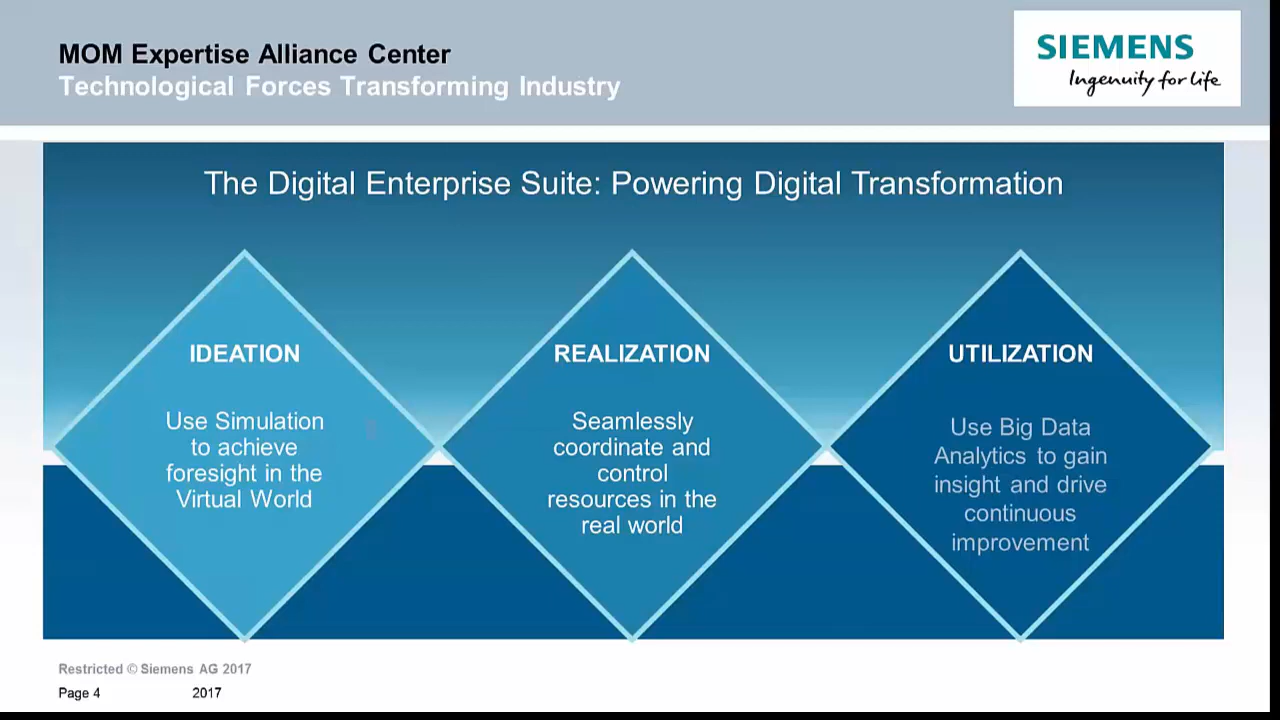 MOM Expertise Alliance Center
Technological Forces Transforming Industry
SIEMENS
Ingenuity for life
The Digital Enterprise Suite: Powering Digital Transformation
IDEATION
Use Simulation
to achieve
foresight in the
Virtual World
REALIZATION
Seamlessly
coordinate and
control
resources in the
real world
UTILIZATION
Use Big Data
Analytics to gain
insight and drive
continuous
improvement
Restricted © Siemens AG 2017
Page 4 2017